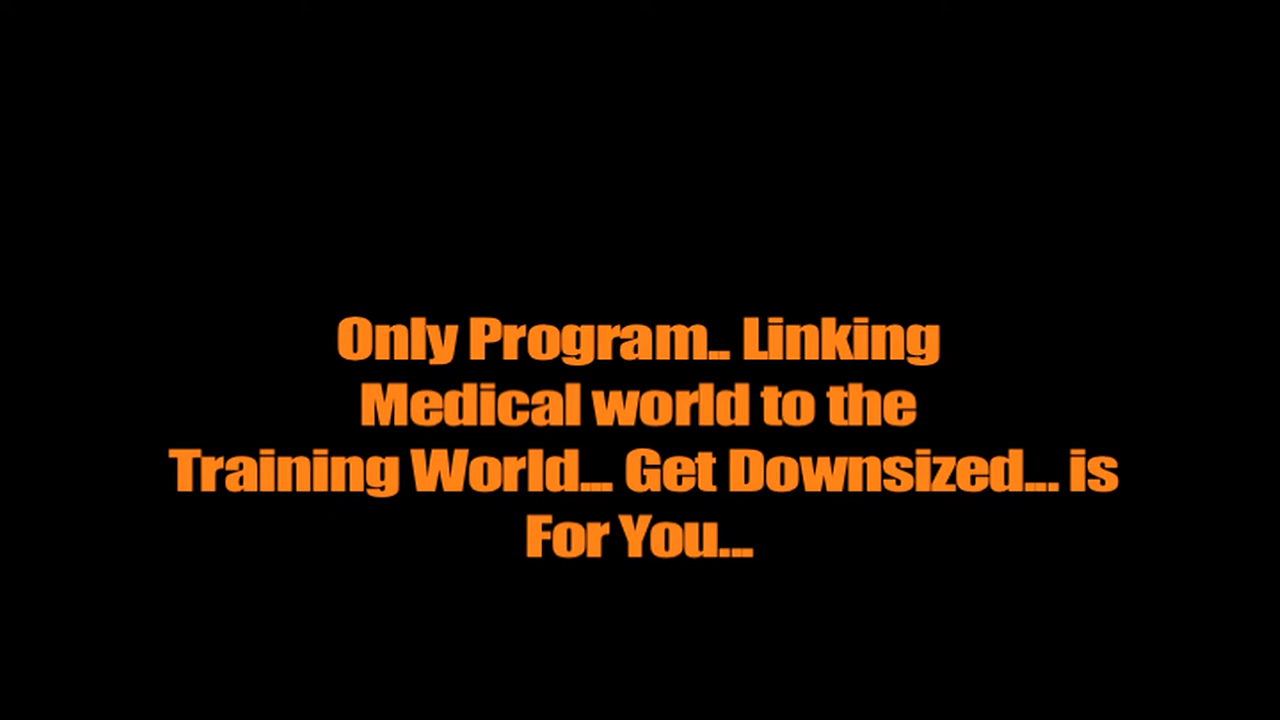 Only Program.. Linking
Medical world to the
Training World... Get Downsized... is
For You...